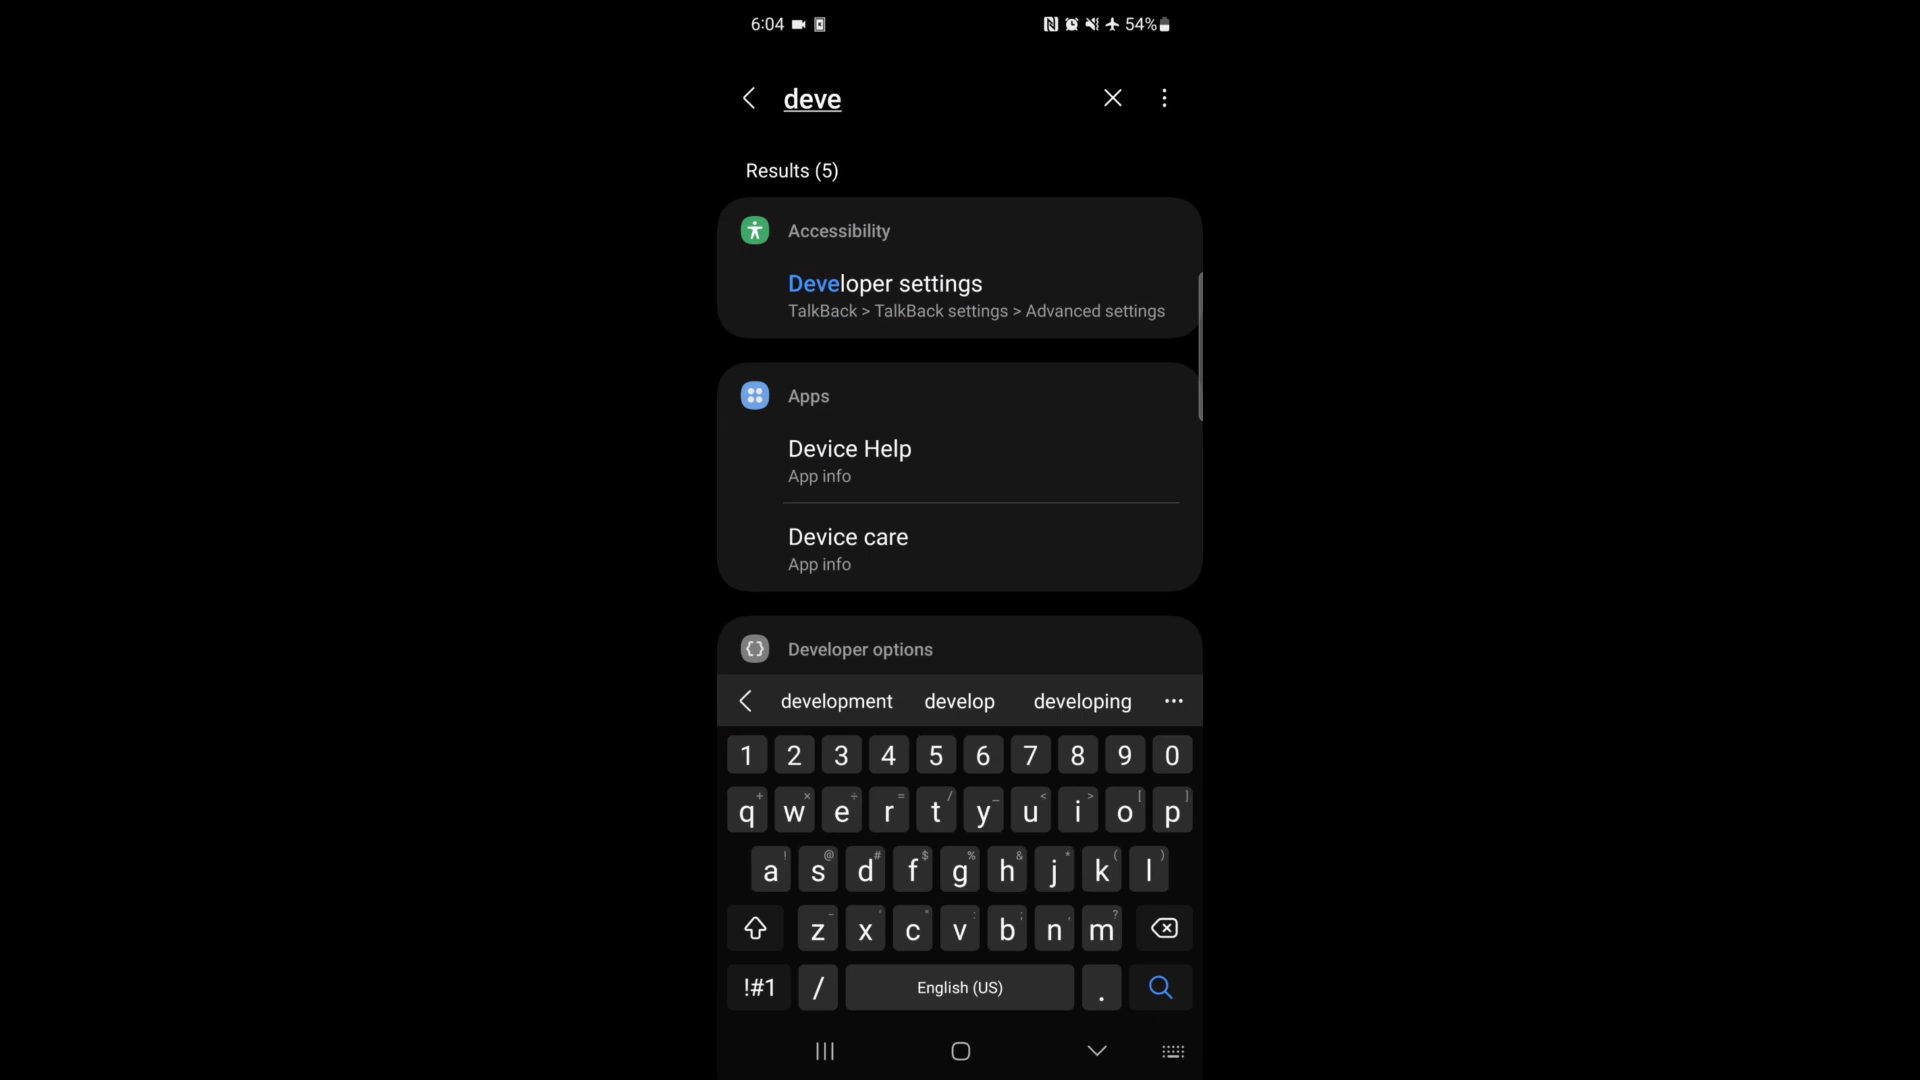 6:04 54%
deve
Results (5)
Accessibility
Developer settings
TalkBack > TalkBack settings > Advanced settings
Apps
Device Help
App info
Device care
App info
Developer options
development develop developing
1 2 3 4 5 6 7 8 9 0
+ × ÷ = / _ < > [ ]
q w e r t y u i o p
! @ # $ % & * ( )
a s d f g h j k l
- ' " : ; , ?
z x c v b n m
!#1 / English (US) .